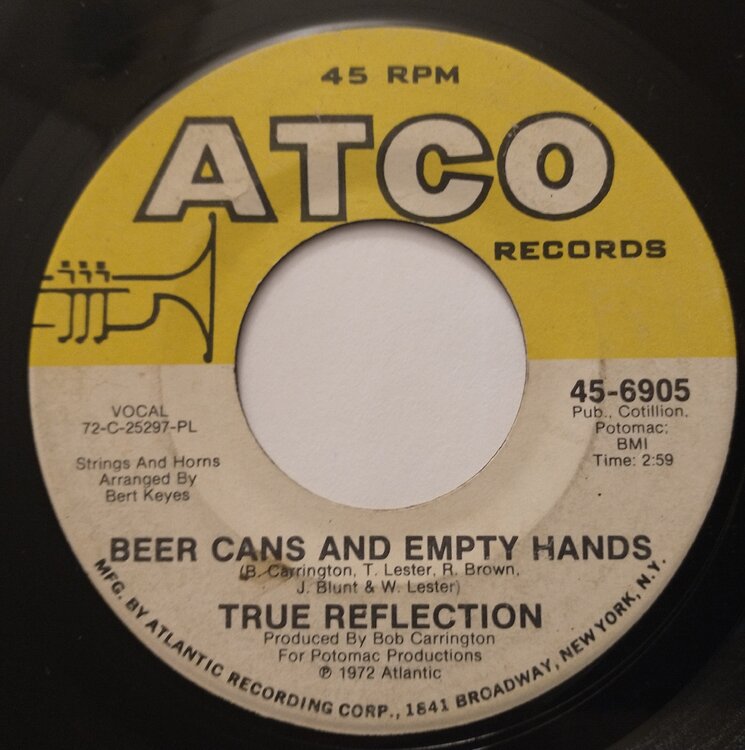 45 RPM
ATCO
RECORDS
45-6905
Pub., Cotillion,
Potomac;
BMI
Time: 2:59
VOCAL
72-C-25297-PL
Strings And Horns
Arranged By
Bert Keyes
BEER CANS AND EMPTY HANDS
(B. Carrington, T. Lester, R. Brown,
J. Blunt & W. Lester)
TRUE REFLECTION
Produced By Bob Carrington
For Potomac Productions
℗ 1972 Atlantic
MFG. BY ATLANTIC RECORDING CORP., 1841 BROADWAY, NEW YORK, N.Y.